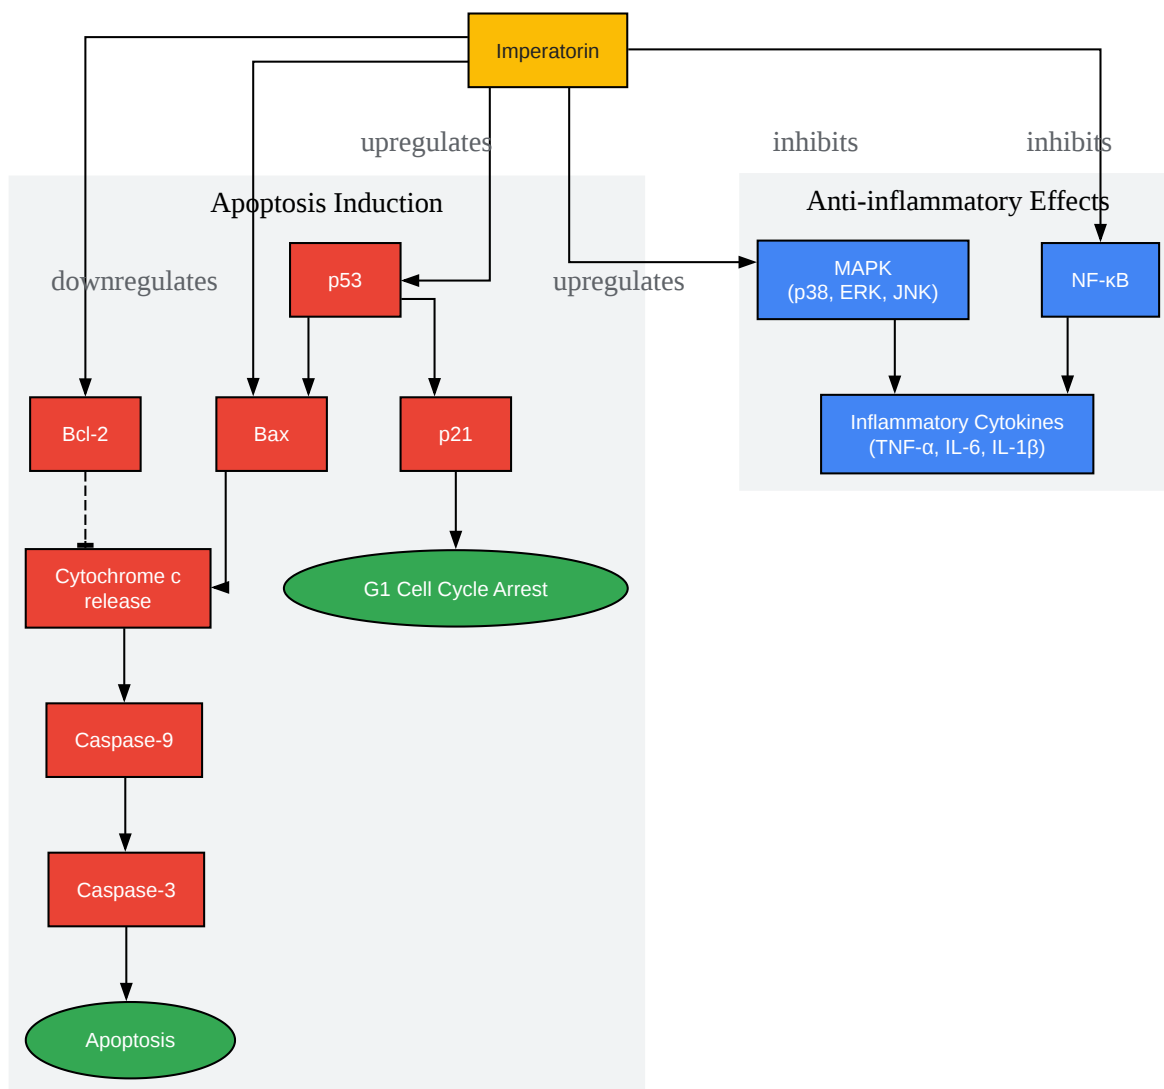 Imperatorin
upregulates
inhibits
inhibits
Apoptosis Induction
Anti-inflammatory Effects
p53
MAPK
(p38, ERK, JNK)
NF-κB
downregulates
upregulates
Bcl-2
Bax
p21
Inflammatory Cytokines
(TNF-α, IL-6, IL-1β)
Cytochrome c
release
G1 Cell Cycle Arrest
Caspase-9
Caspase-3
Apoptosis